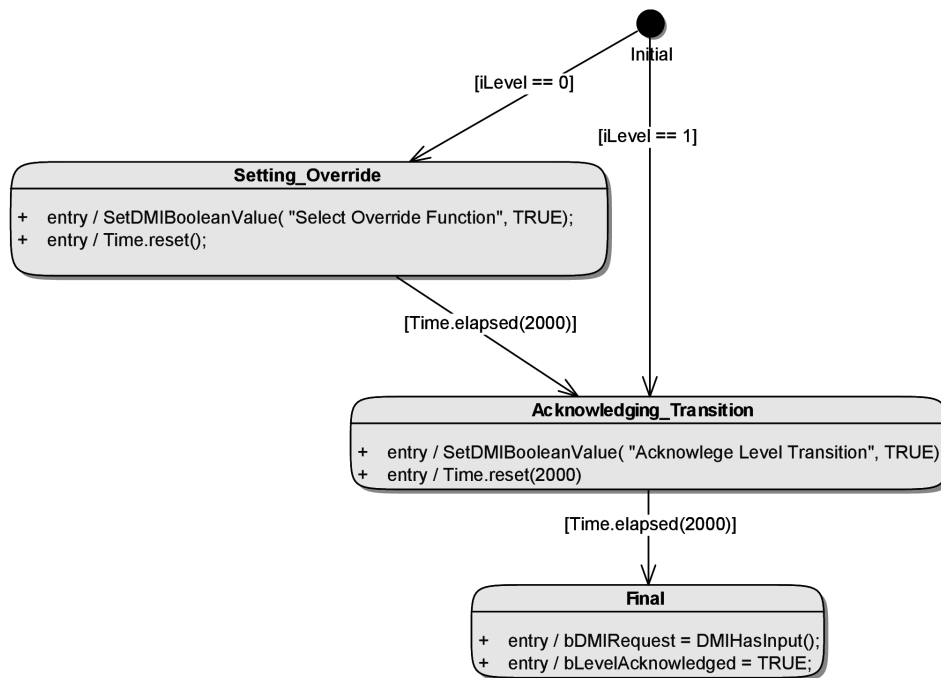 Initial
[iLevel == 0]
[iLevel == 1]
Setting_Override
+ entry / SetDMIBooleanValue( "Select Override Function", TRUE);
+ entry / Time.reset();
[Time.elapsed(2000)]
Acknowledging_Transition
+ entry / SetDMIBooleanValue( "Acknowlege Level Transition", TRUE)
+ entry / Time.reset(2000)
[Time.elapsed(2000)]
Final
+ entry / bDMIRequest = DMIHasInput();
+ entry / bLevelAcknowledged = TRUE;